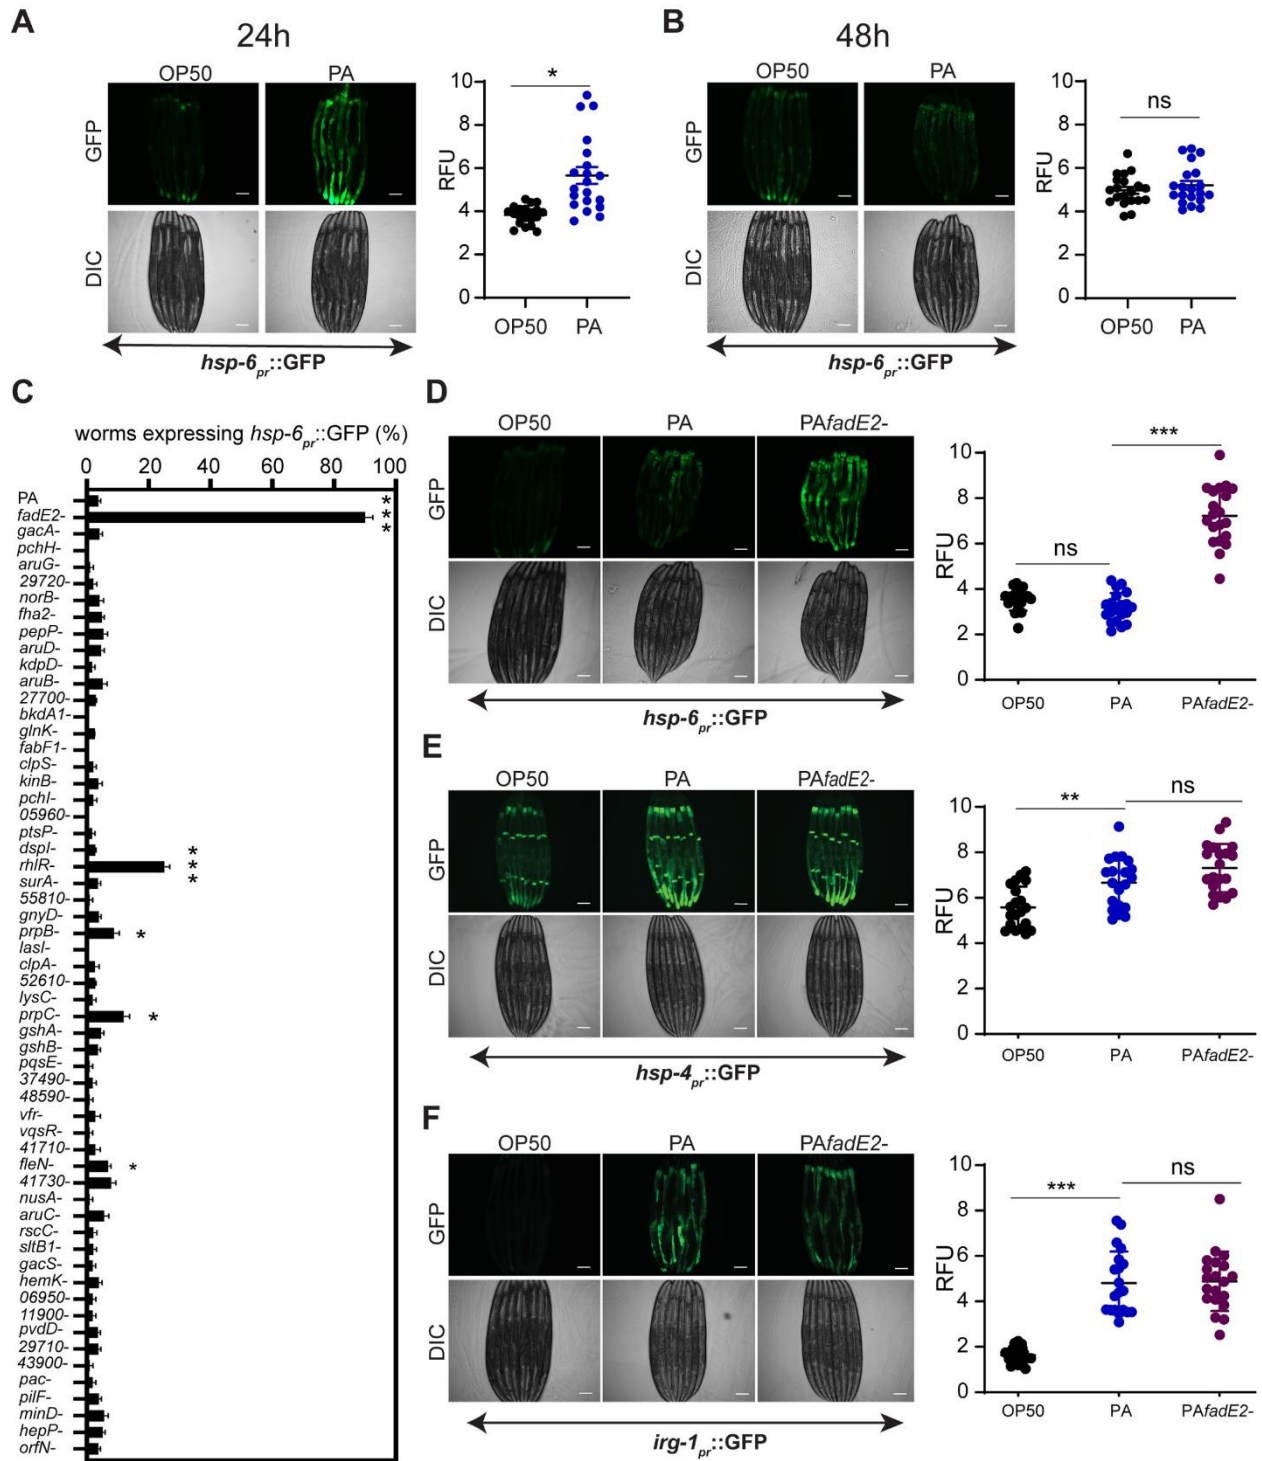 A
24h
OP50
PA
GFP
DIC
hsp-6pr::GFP
RFU
10
8
6
4
2
0
*
OP50
PA
B
48h
OP50
PA
GFP
DIC
hsp-6pr::GFP
RFU
10
8
6
4
2
0
ns
OP50
PA
C
worms expressing hsp-6pr::GFP (%)
0 20 40 60 80 100
PA
fadE2- ***
gacA-
pchH-
aruG-
29720-
norB-
fha2-
pepP-
aruD-
kdpD-
aruB-
27700-
bkdA1-
glnK-
fabF1-
clpS-
kinB-
pchI-
05960-
ptsP-
dspI-
rhlR- ***
surA-
55810-
gnyD-
prpB- *
lasI-
clpA-
52610-
lysC-
prpC- *
gshA-
gshB-
pqsE-
37490-
48590-
vfr-
vqsR-
41710-
fleN- *
41730-
nusA-
aruC-
rscC-
sltB1-
gacS-
hemK-
06950-
11900-
pvdD-
29710-
43900-
pac-
pilF-
minD-
hepP-
orfN-
D
OP50
PA
PAfadE2-
GFP
DIC
hsp-6pr::GFP
RFU
10
8
6
4
2
0
ns
***
OP50
PA
PAfadE2-
E
OP50
PA
PAfadE2-
GFP
DIC
hsp-4pr::GFP
RFU
10
8
6
4
2
0
**
ns
OP50
PA
PAfadE2-
F
OP50
PA
PAfadE2-
GFP
DIC
irg-1pr::GFP
RFU
10
8
6
4
2
0
***
ns
OP50
PA
PAfadE2-